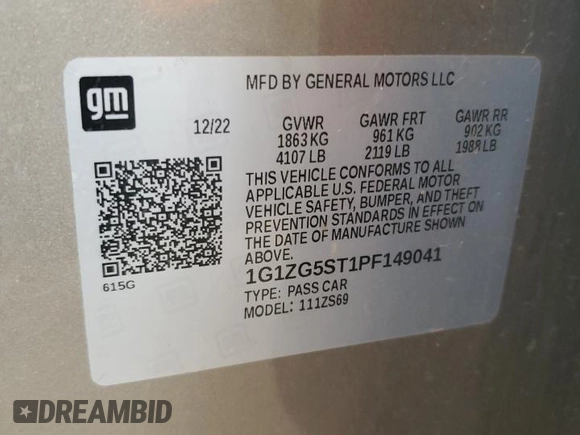 gm
MFD BY GENERAL MOTORS LLC
12/22 GVWR GAWR FRT GAWR RR
1863 KG 961 KG 902 KG
4107 LB 2119 LB 1988 LB
THIS VEHICLE CONFORMS TO ALL
APPLICABLE U.S. FEDERAL MOTOR
VEHICLE SAFETY, BUMPER, AND THEFT
PREVENTION STANDARDS IN EFFECT ON
THE DATE OF MANUFACTURE SHOWN
ABOVE.
1G1ZG5ST1PF149041
TYPE: PASS CAR
MODEL: 111ZS69
615G
DREAMBID